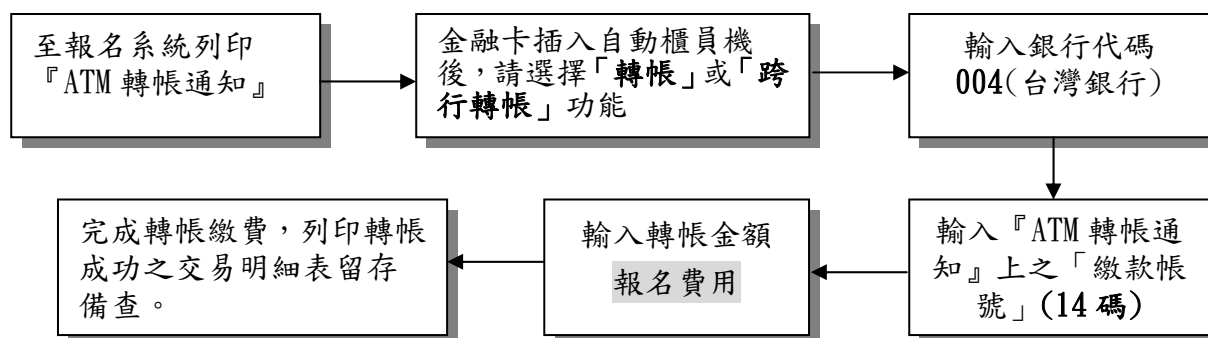 至報名系統列印
『ATM 轉帳通知』
金融卡插入自動櫃員機
後，請選擇「轉帳」或「跨
行轉帳」功能
輸入銀行代碼
004(台灣銀行)
輸入『ATM 轉帳通
知』上之「繳款帳
號」(14 碼)
輸入轉帳金額
報名費用
完成轉帳繳費，列印轉帳
成功之交易明細表留存
備查。